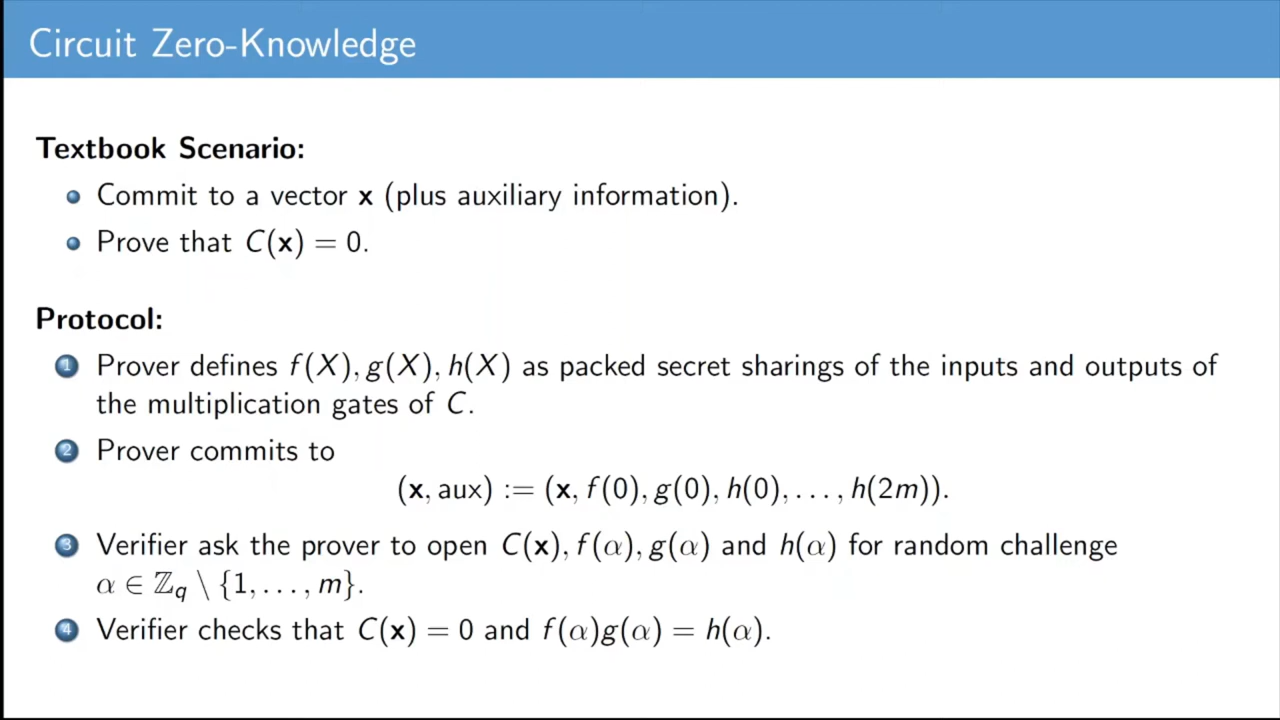 Circuit Zero-Knowledge
Textbook Scenario:
Commit to a vector x (plus auxiliary information).
Prove that C(x) = 0.
Protocol:
1 Prover defines f(X), g(X), h(X) as packed secret sharings of the inputs and outputs of
the multiplication gates of C.
2 Prover commits to
(x, aux) := (x, f(0), g(0), h(0), . . . , h(2m)).
3 Verifier ask the prover to open C(x), f(α), g(α) and h(α) for random challenge
α ∈ ℤq \ {1, . . . , m}.
4 Verifier checks that C(x) = 0 and f(α)g(α) = h(α).